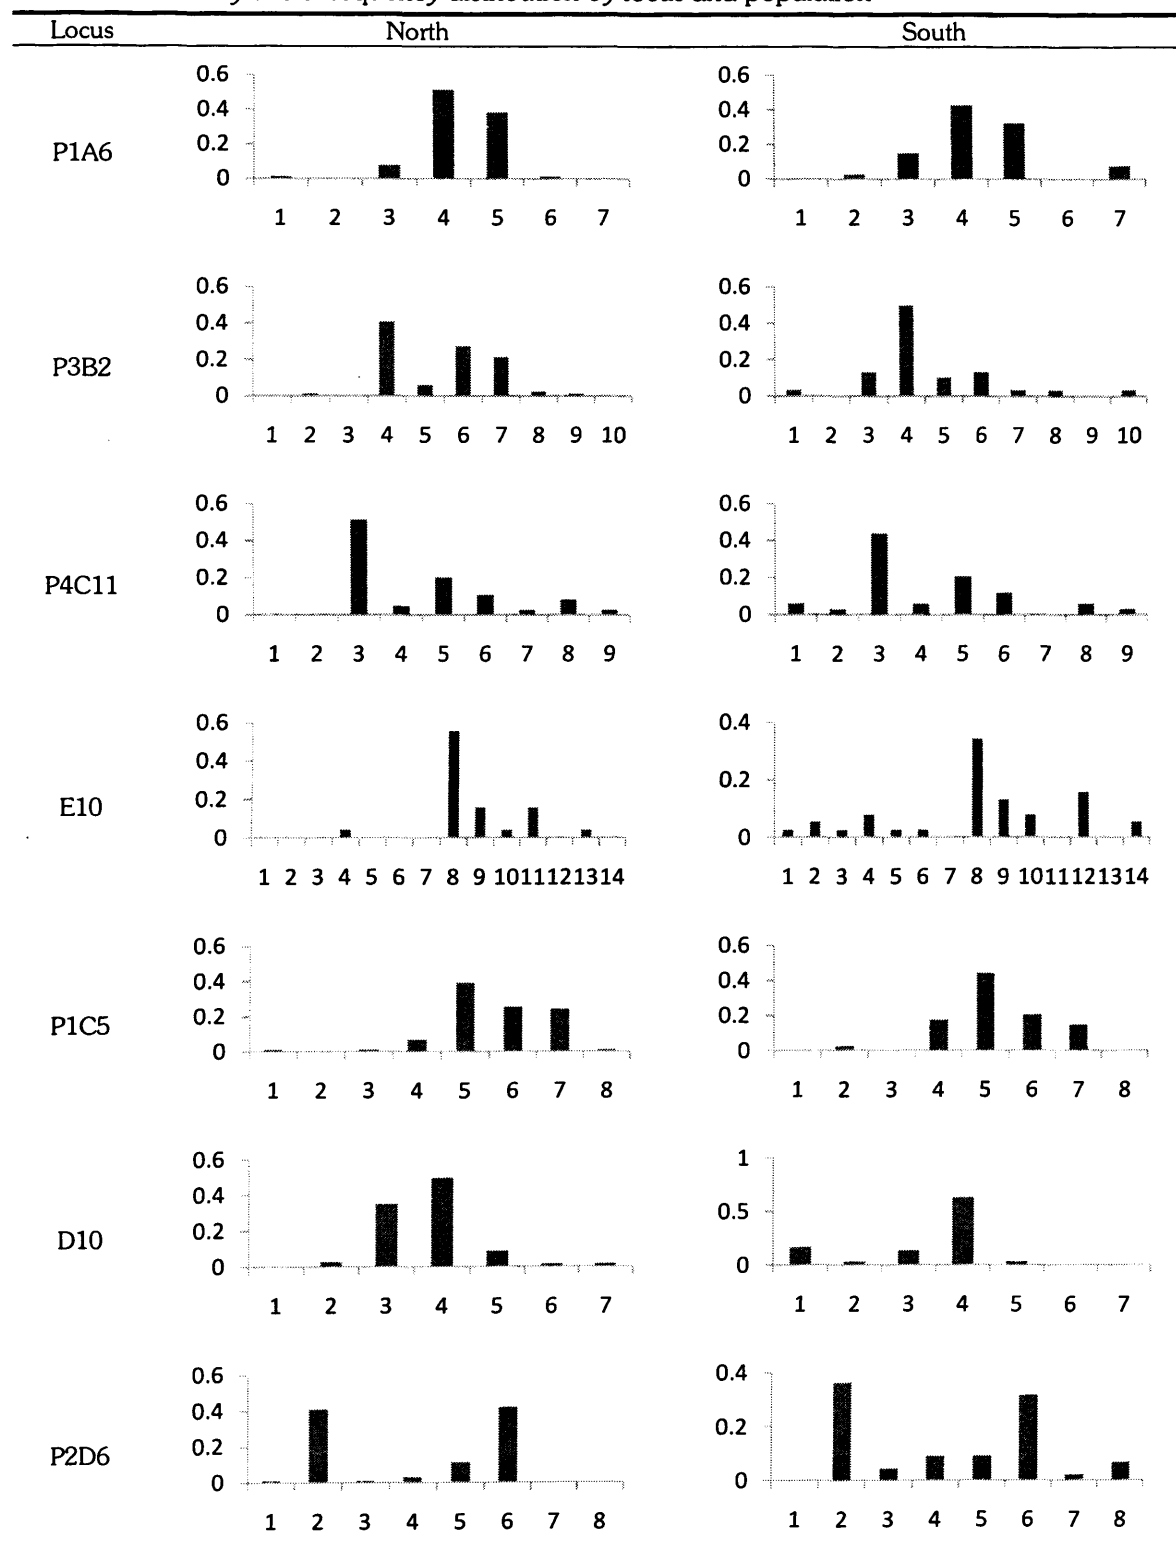 Locus North South
P1A6
0.6 0.4 0.2 0
1 2 3 4 5 6 7
0.6 0.4 0.2 0
1 2 3 4 5 6 7
P3B2
0.6 0.4 0.2 0
1 2 3 4 5 6 7 8 9 10
0.6 0.4 0.2 0
1 2 3 4 5 6 7 8 9 10
P4C11
0.6 0.4 0.2 0
1 2 3 4 5 6 7 8 9
0.6 0.4 0.2 0
1 2 3 4 5 6 7 8 9
E10
0.6 0.4 0.2 0
1 2 3 4 5 6 7 8 9 10 11 12 13 14
0.4 0.2 0
1 2 3 4 5 6 7 8 9 10 11 12 13 14
P1C5
0.6 0.4 0.2 0
1 2 3 4 5 6 7 8
0.6 0.4 0.2 0
1 2 3 4 5 6 7 8
D10
0.6 0.4 0.2 0
1 2 3 4 5 6 7
1 0.5 0
1 2 3 4 5 6 7
P2D6
0.6 0.4 0.2 0
1 2 3 4 5 6 7 8
0.4 0.2 0
1 2 3 4 5 6 7 8